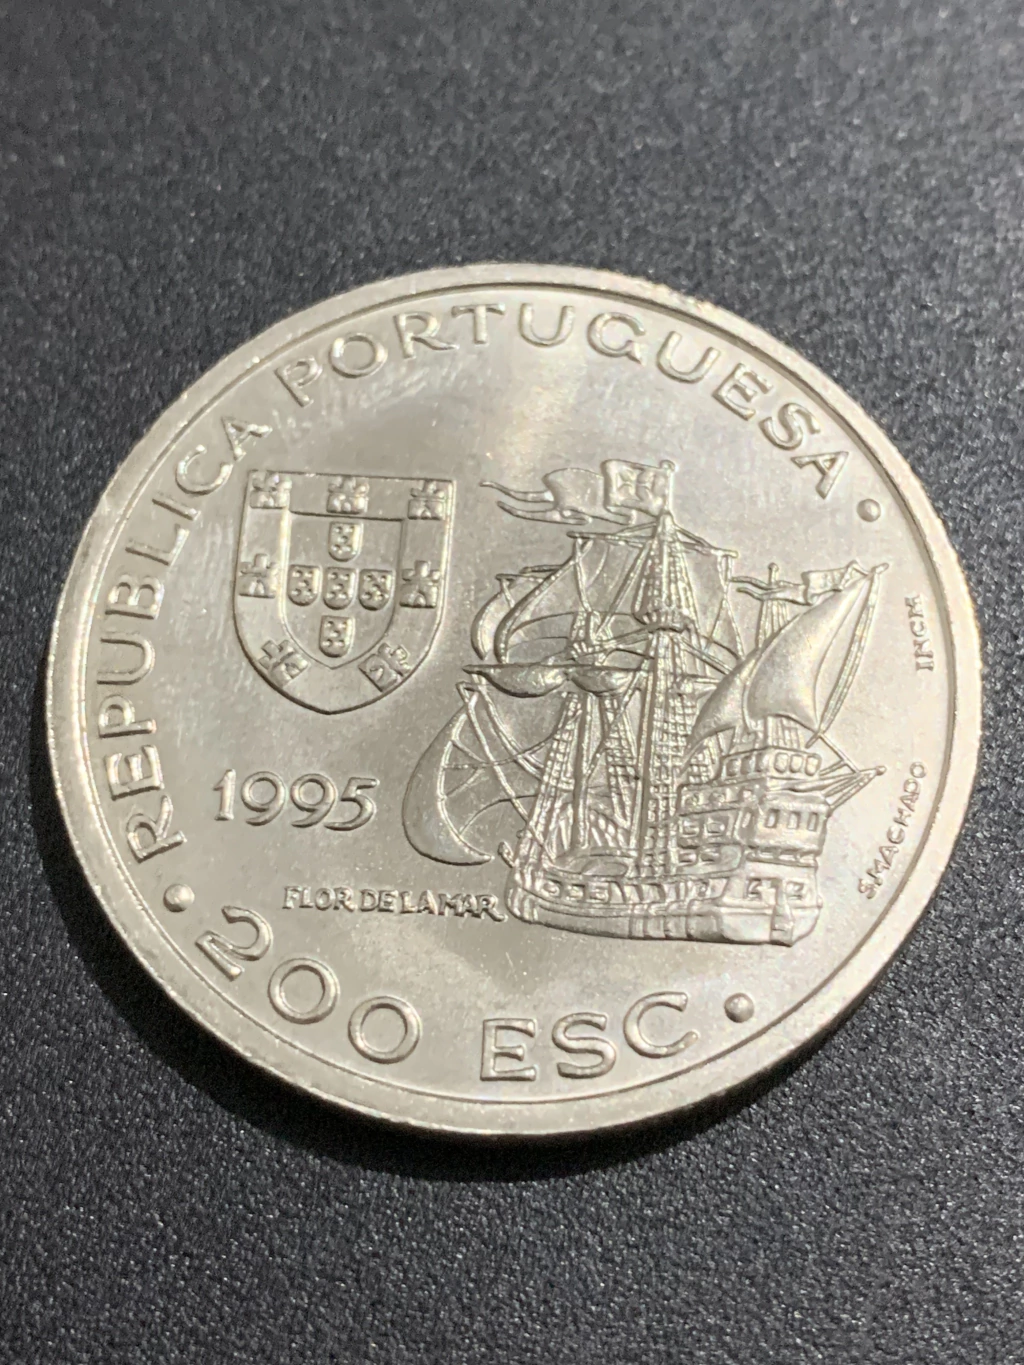 · REPUBLICA PORTUGUESA ·
1995
FLOR DE LA MAR
200 ESC ·
INCM
S.MACHADO